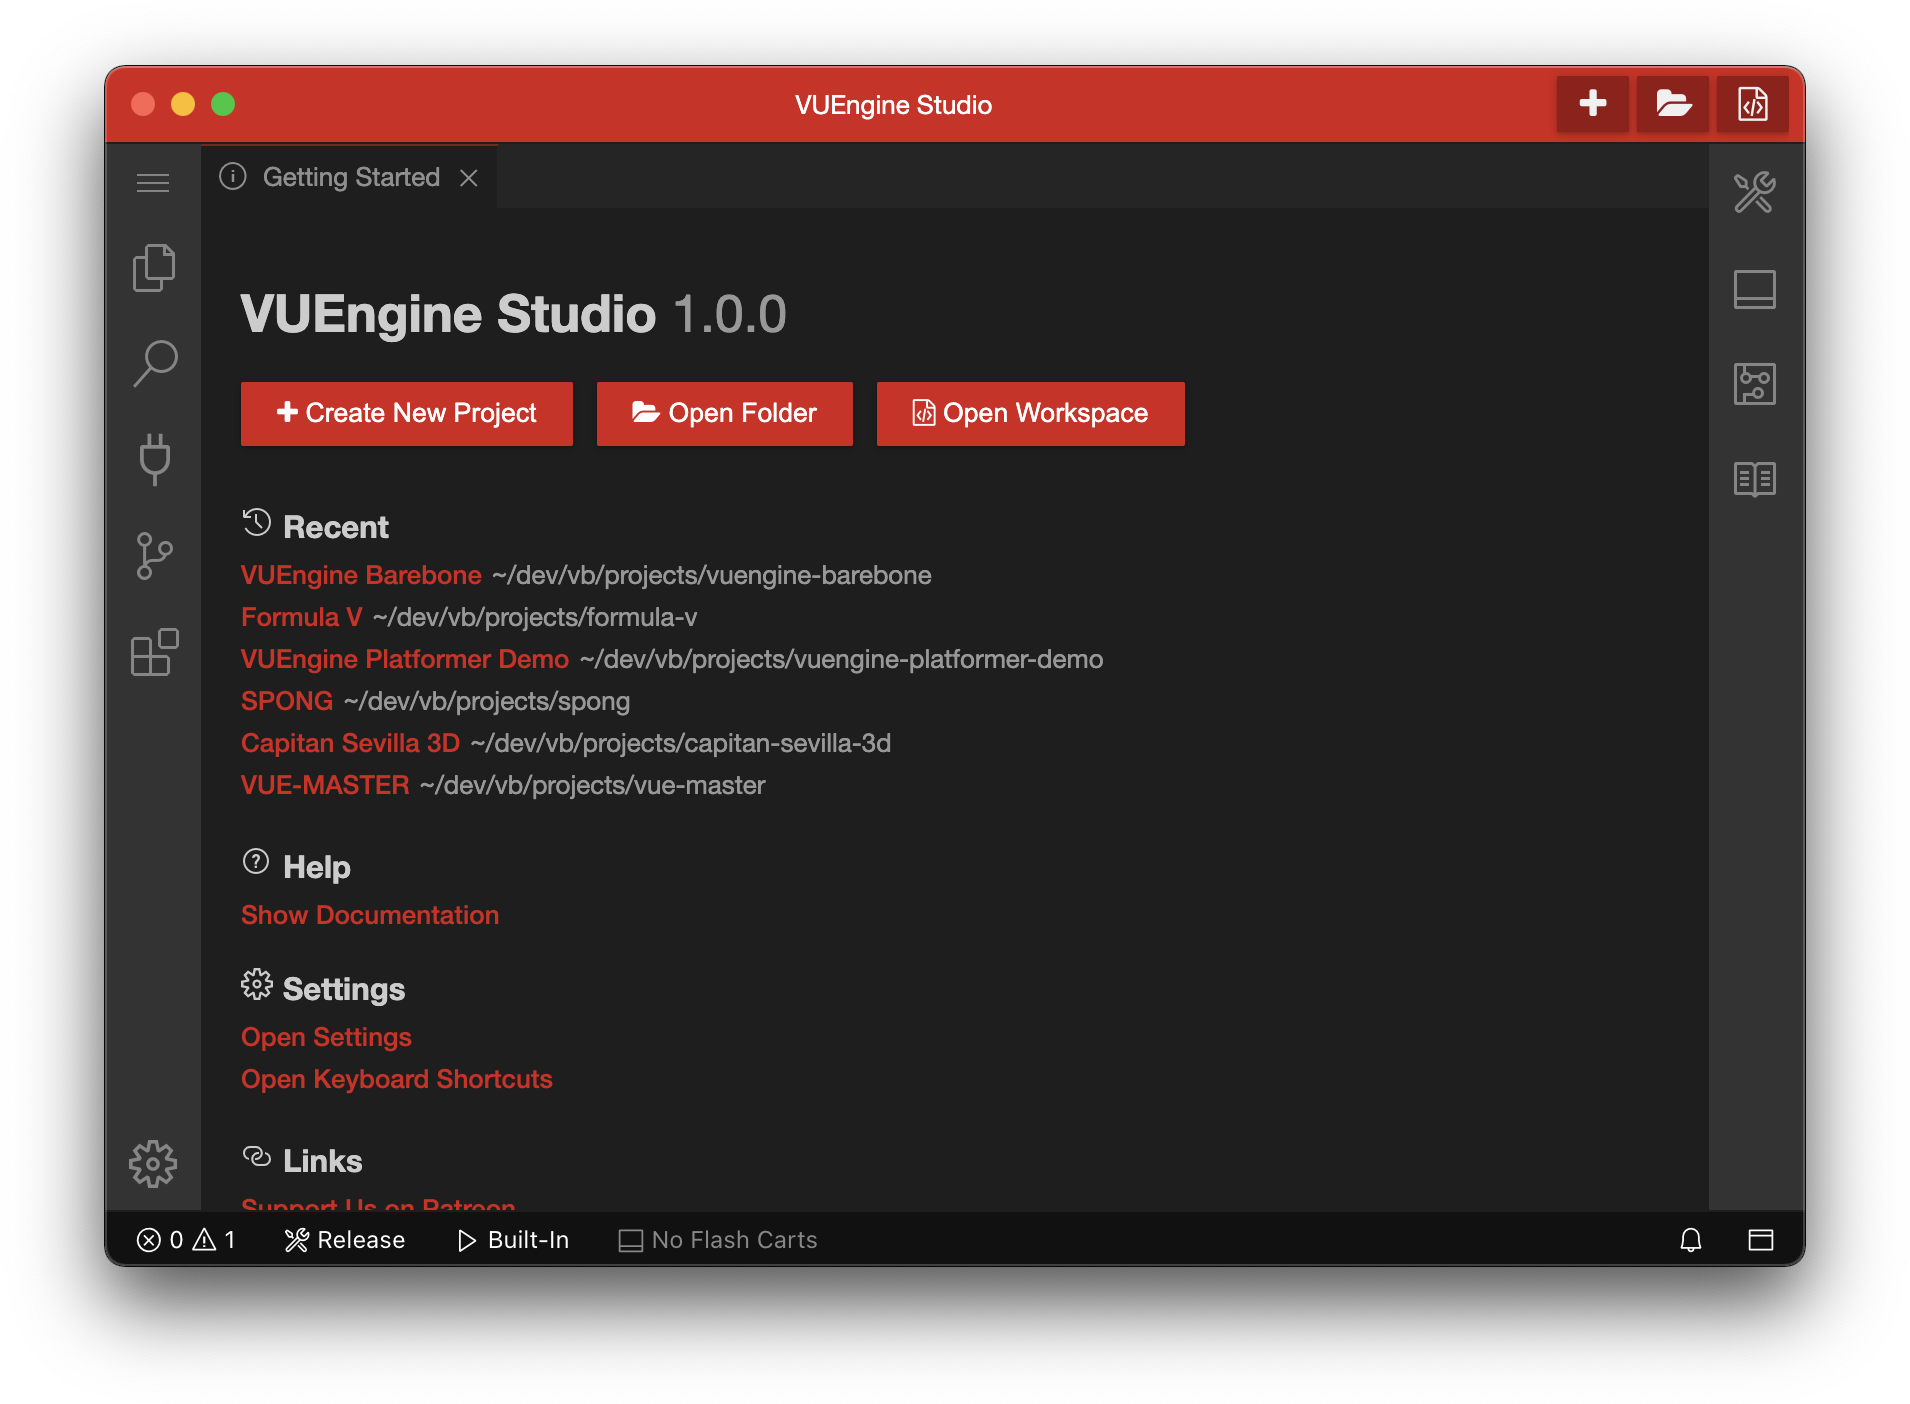 VUEngine Studio
Getting Started
VUEngine Studio 1.0.0
Create New Project
Open Folder
Open Workspace
Recent
VUEngine Barebone ~/dev/vb/projects/vuengine-barebone
Formula V ~/dev/vb/projects/formula-v
VUEngine Platformer Demo ~/dev/vb/projects/vuengine-platformer-demo
SPONG ~/dev/vb/projects/spong
Capitan Sevilla 3D ~/dev/vb/projects/capitan-sevilla-3d
VUE-MASTER ~/dev/vb/projects/vue-master
Help
Show Documentation
Settings
Open Settings
Open Keyboard Shortcuts
Links
Support Us on Patreon
0 1 Release Built-In No Flash Carts